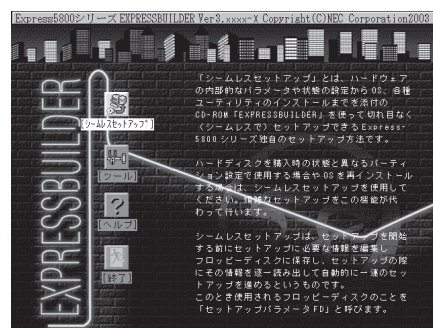 Express5800シリーズ EXPRESSBUILDER Ver3.xxxx-X Copyright(C)NEC Corporation2003
EXPRESSBUILDER
[シームレスセットアップ]
[ツール]
[ヘルプ]
[終了]
「シームレスセットアップ」とは、ハードウェア
の内部的なパラメータや状態の設定から OS、各種
ユーティリティのインストールまでを添付の
CD-ROM「EXPRESSBUILDER」を使って切れ目なく
(シームレスで)セットアップできるExpress-
5800 シリーズ独自のセットアップ方法です。
ハードディスクを購入時の状態と異なるパーティ
ション設定で使用する場合や OS を再インストール
する場合は、シームレスセットアップを使用して
ください。煩雑なセットアップをこの機能が代
わって行います。
シームレスセットアップは、セットアップを開始
する前にセットアップに必要な情報を編集し
フロッピーディスクに保存し、セットアップの際
にその情報を逐一読み出して自動的に一連のセッ
トアップを進めるというものです。
このとき使用されるフロッピーディスクのことを
「セットアップパラメータFD」と呼びます。